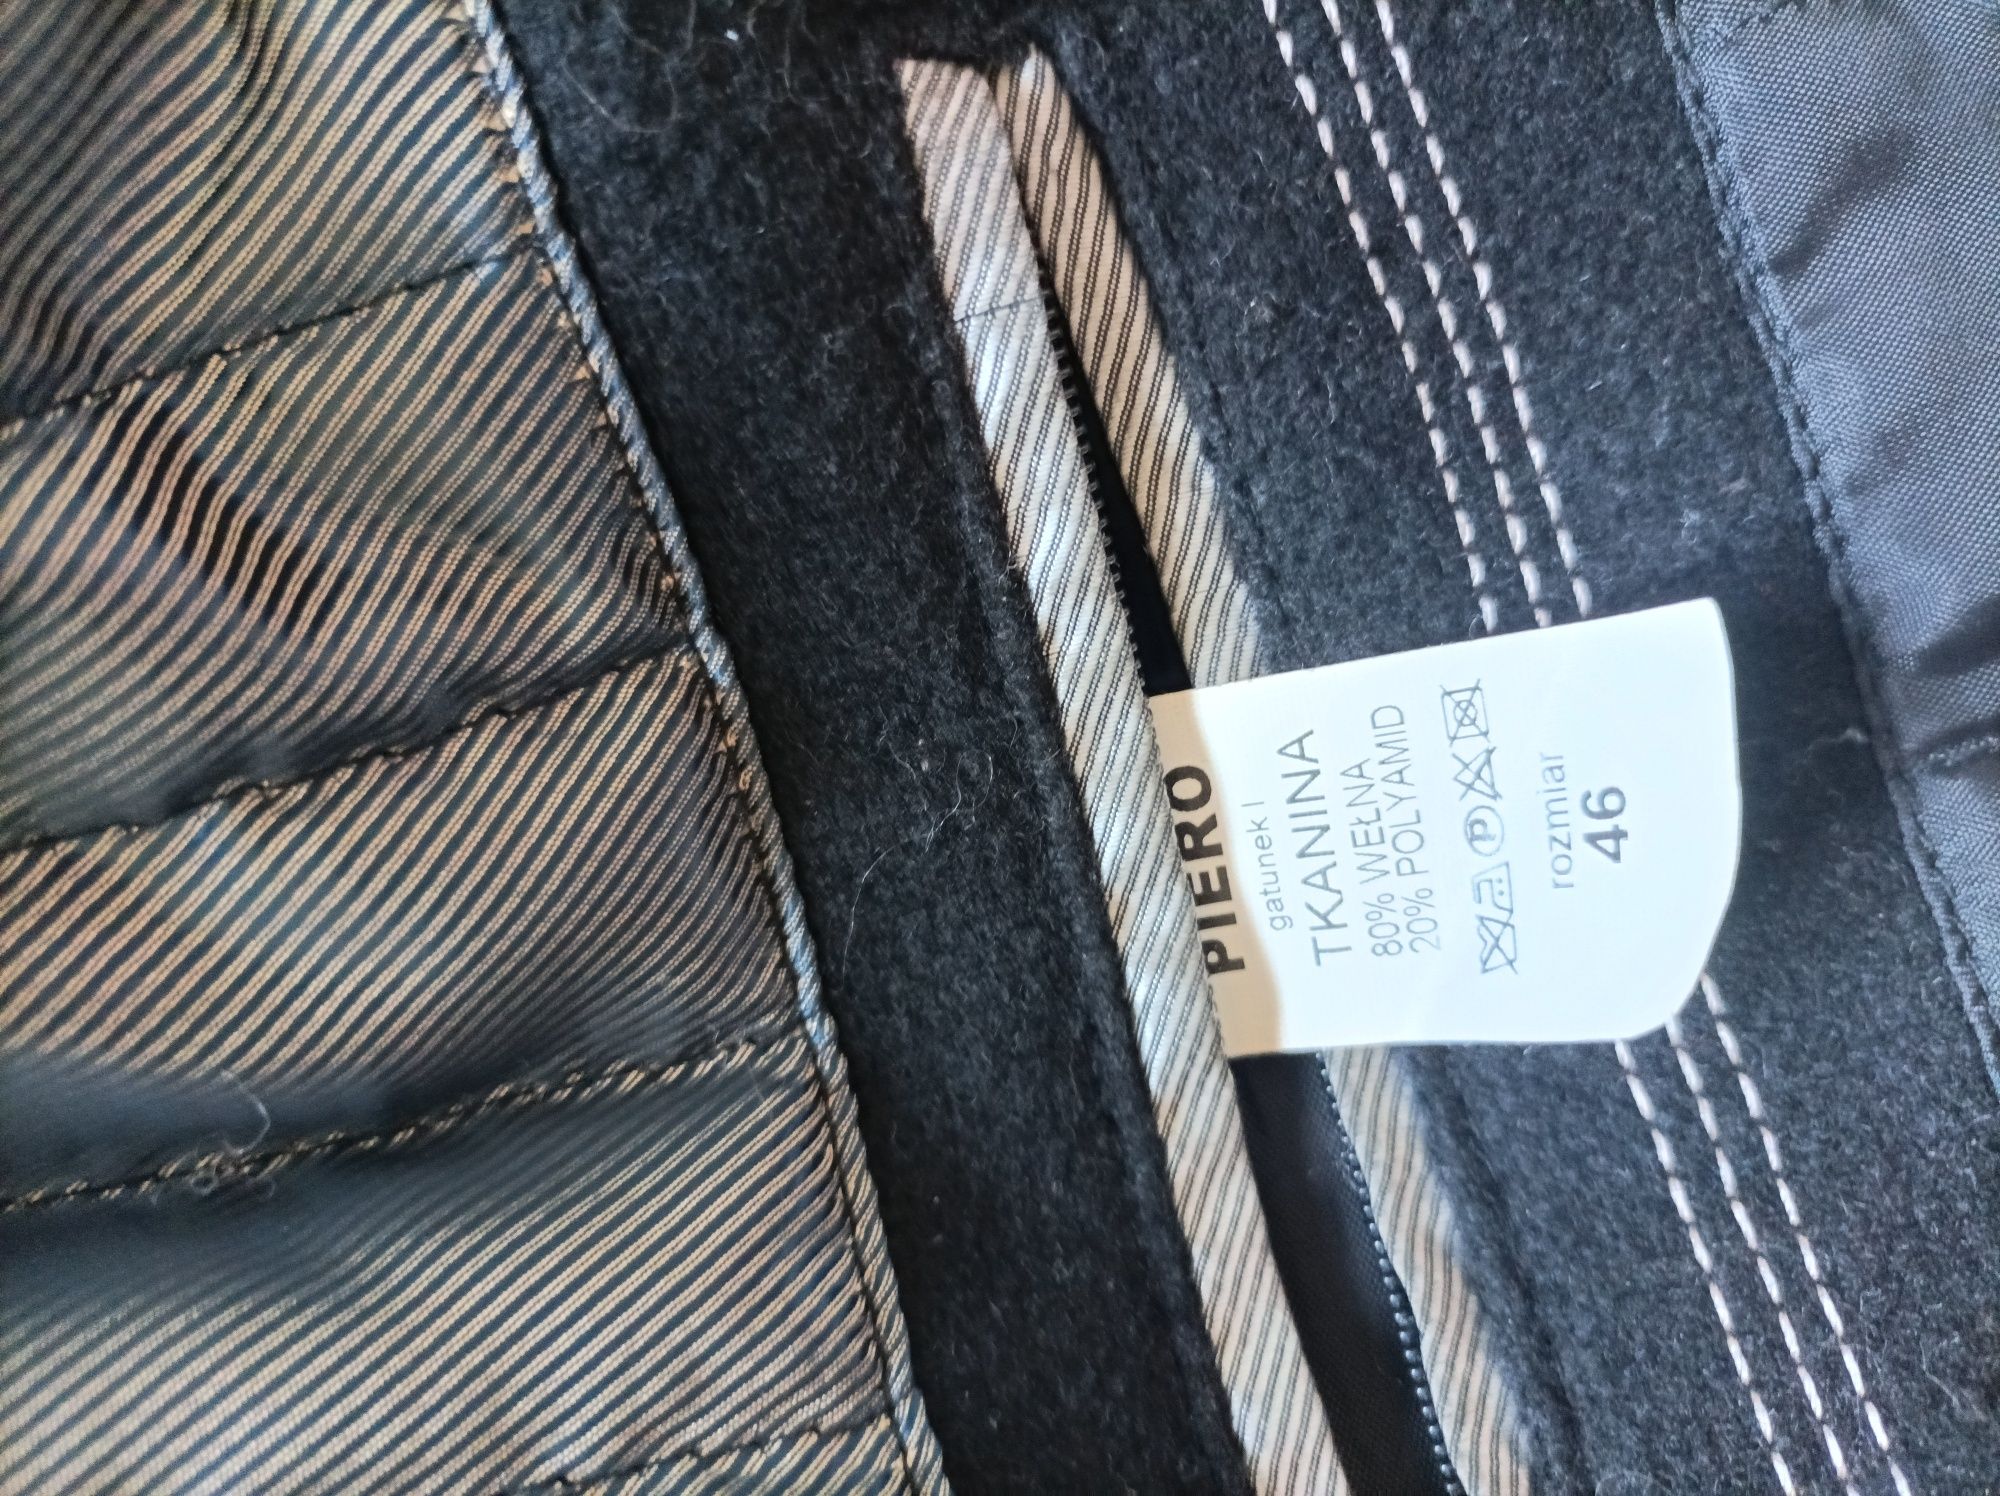 PIERO
gatunek I
TKANINA
80% WEŁNA
20% POLYAMID
P
rozmiar
46